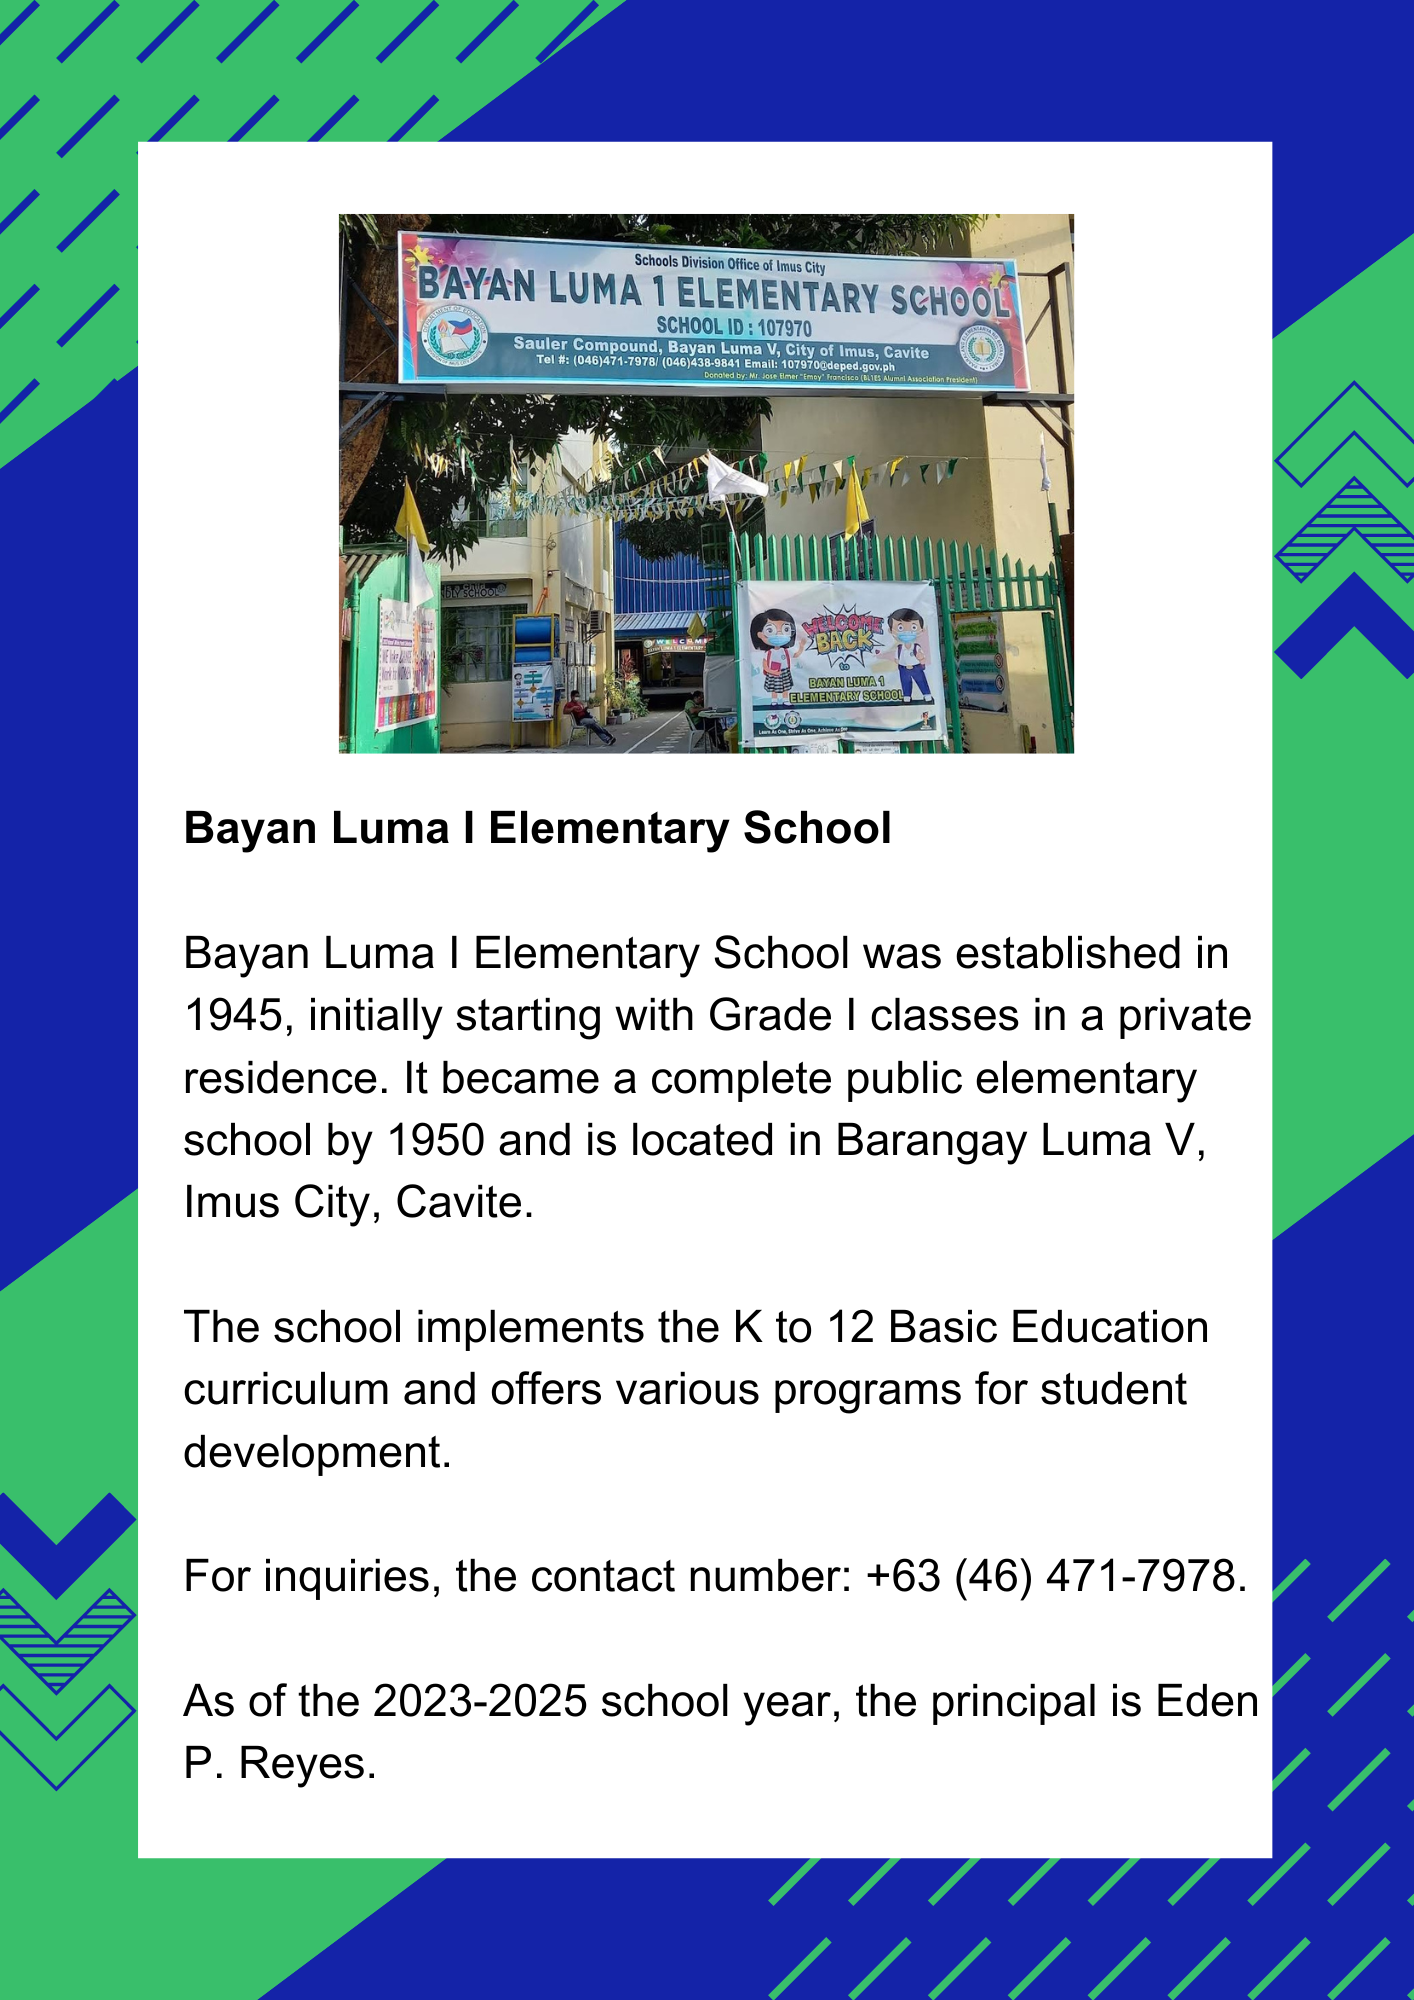 Schools Division Office of Imus City
BAYAN LUMA 1 ELEMENTARY SCHOOL
SCHOOL ID : 107970
Sauler Compound, Bayan Luma V, City of Imus, Cavite
Tel #: (046)471-7978/ (046)438-9841 Email: 107970@deped.gov.ph
Donated by: Mr. Jose Elmer "Emoy" Francisco (BL1ES Alumni Association President)
WELCOME
BACK
to
BAYAN LUMA 1
ELEMENTARY SCHOOL
Bayan Luma I Elementary School
Bayan Luma I Elementary School was established in
1945, initially starting with Grade I classes in a private
residence. It became a complete public elementary
school by 1950 and is located in Barangay Luma V,
Imus City, Cavite.
The school implements the K to 12 Basic Education
curriculum and offers various programs for student
development.
For inquiries, the contact number: +63 (46) 471-7978.
As of the 2023-2025 school year, the principal is Eden
P. Reyes.